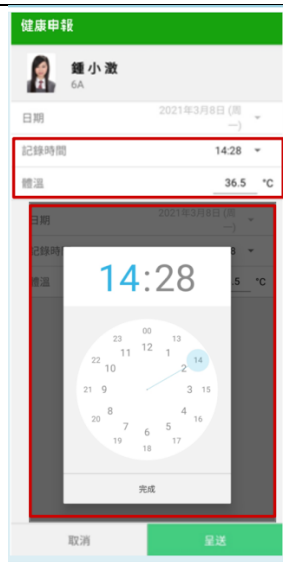 健康申報
鍾小澂
6A
日期
2021年3月8日 (周
一)
記錄時間
14:28
體溫
36.5 °C
日期
2021年3月8日 (周
一)
記錄時
8
體溫
.5 °C
14:28
00
23
13
12
11
1
22
14
10
2
21
9
3
15
8
4
20
16
7
5
6
19
17
18
完成
取消
呈送